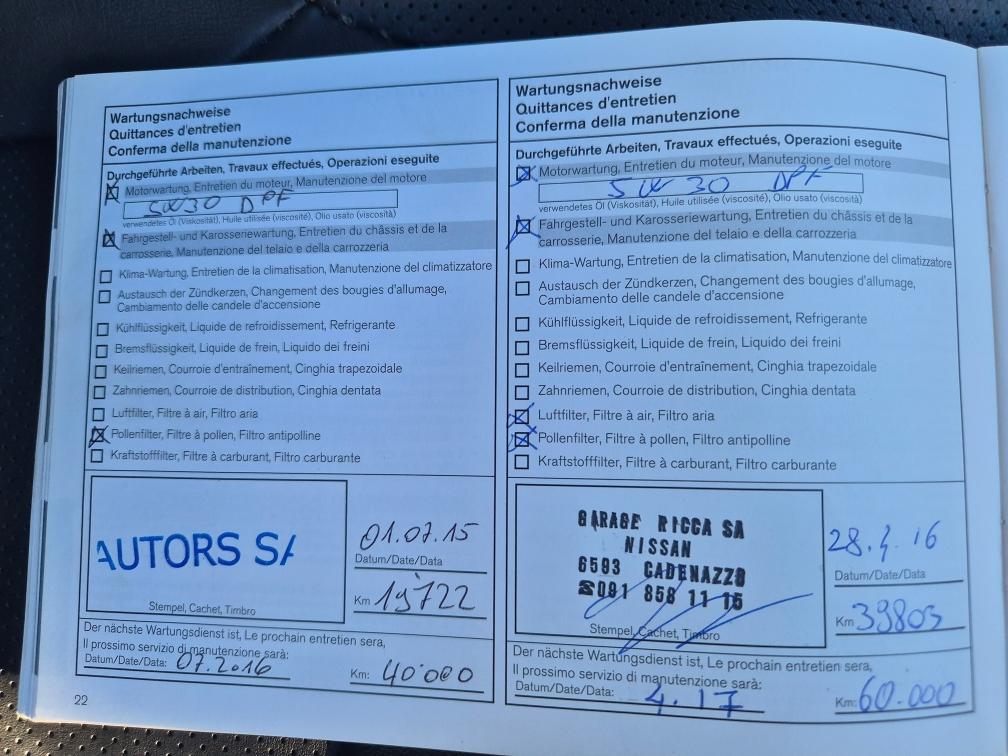 Wartungsnachweise
Quittances d'entretien
Conferma della manutenzione
Durchgeführte Arbeiten, Travaux effectués, Operazioni eseguite
Motorwartung, Entretien du moteur, Manutenzione del motore
5W30 DPF
verwendetes Öl (Viskosität), Huile utilisée (viscosité), Olio usato (viscosità)
Fahrgestell- und Karosseriewartung, Entretien du châssis et de la
carrosserie, Manutenzione del telaio e della carrozzeria
Klima-Wartung, Entretien de la climatisation, Manutenzione del climatizzatore
Austausch der Zündkerzen, Changement des bougies d'allumage,
Cambiamento delle candele d'accensione
Kühlflüssigkeit, Liquide de refroidissement, Refrigerante
Bremsflüssigkeit, Liquide de frein, Liquido dei freini
Keilriemen, Courroie d'entraînement, Cinghia trapezoidale
Zahnriemen, Courroie de distribution, Cinghia dentata
Luftfilter, Filtre à air, Filtro aria
Pollenfilter, Filtre à pollen, Filtro antipolline
Kraftstofffilter, Filtre à carburant, Filtro carburante
AUTORS SA
Stempel, Cachet, Timbro
01.07.15
Datum/Date/Data
Km 19'722
Der nächste Wartungsdienst ist, Le prochain entretien sera,
Il prossimo servizio di manutenzione sarà:
Datum/Date/Data: 07.2016 Km: 40'000
22
Wartungsnachweise
Quittances d'entretien
Conferma della manutenzione
Durchgeführte Arbeiten, Travaux effectués, Operazioni eseguite
Motorwartung, Entretien du moteur, Manutenzione del motore
5W30 DPF
verwendetes Öl (Viskosität), Huile utilisée (viscosité), Olio usato (viscosità)
Fahrgestell- und Karosseriewartung, Entretien du châssis et de la
carrosserie, Manutenzione del telaio e della carrozzeria
Klima-Wartung, Entretien de la climatisation, Manutenzione del climatizzatore
Austausch der Zündkerzen, Changement des bougies d'allumage,
Cambiamento delle candele d'accensione
Kühlflüssigkeit, Liquide de refroidissement, Refrigerante
Bremsflüssigkeit, Liquide de frein, Liquido dei freini
Keilriemen, Courroie d'entraînement, Cinghia trapezoidale
Zahnriemen, Courroie de distribution, Cinghia dentata
Luftfilter, Filtre à air, Filtro aria
Pollenfilter, Filtre à pollen, Filtro antipolline
Kraftstofffilter, Filtre à carburant, Filtro carburante
GARAGE RICCA SA
NISSAN
6593 CADENAZZO
☎091 858 11 15
Stempel, Cachet, Timbro
28.4.16
Datum/Date/Data
Km 39803
Der nächste Wartungsdienst ist, Le prochain entretien sera,
Il prossimo servizio di manutenzione sarà:
Datum/Date/Data: 4.17 Km: 60.000